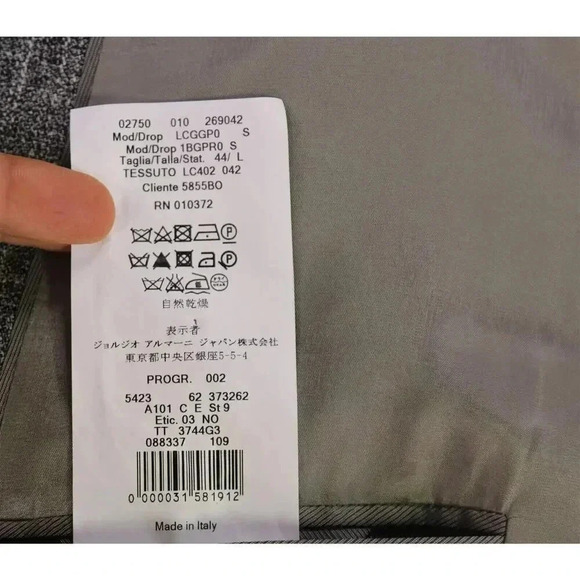 02750 010 269042
Mod/Drop LCGGP0 S
Mod/Drop 1BGPR0 S
Taglia/Talla/Stat. 44/ L
TESSUTO LC402 042
Cliente 5855BO
RN 010372
自然乾燥
表示者
ジョルジオ アルマーニ ジャパン株式会社
東京都中央区銀座5-5-4
PROGR. 002
5423 62 373262
A101 C E St 9
Etic. 03 NO
TT 3744G3
088337 109
0 000031 581912
Made in Italy